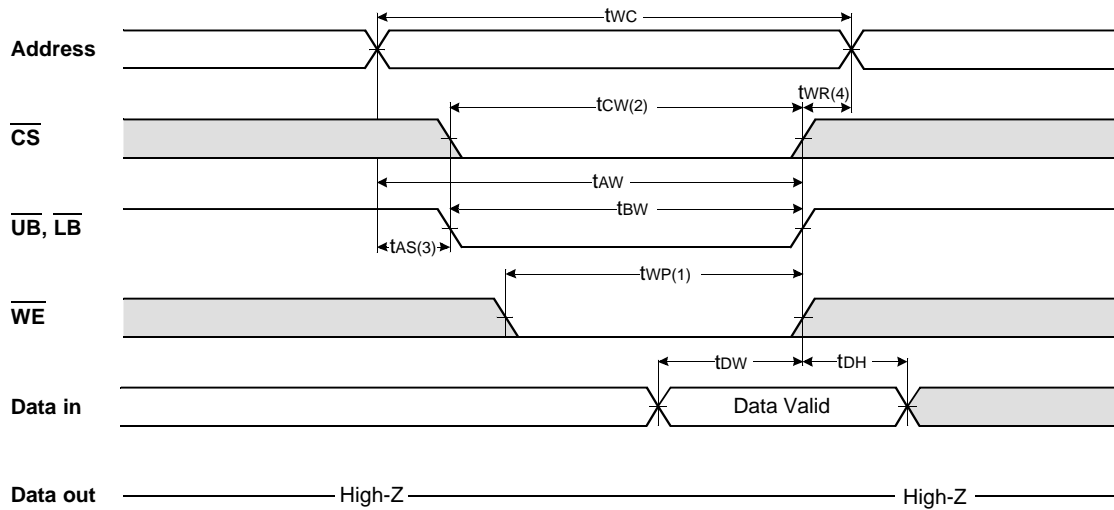 tWC
Address
tCW(2)
tWR(4)
CS
tAW
tBW
UB, LB
tAS(3)
tWP(1)
WE
tDW
tDH
Data in
Data Valid
Data out
High-Z
High-Z